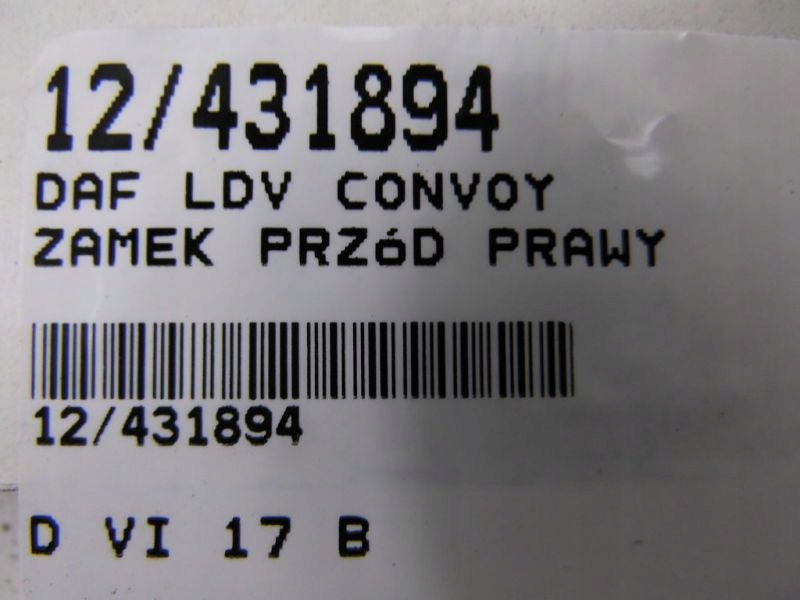 12/431894
DAF LDV CONVOY
ZAMEK PRZóD PRAWY
12/431894
D VI 17 B